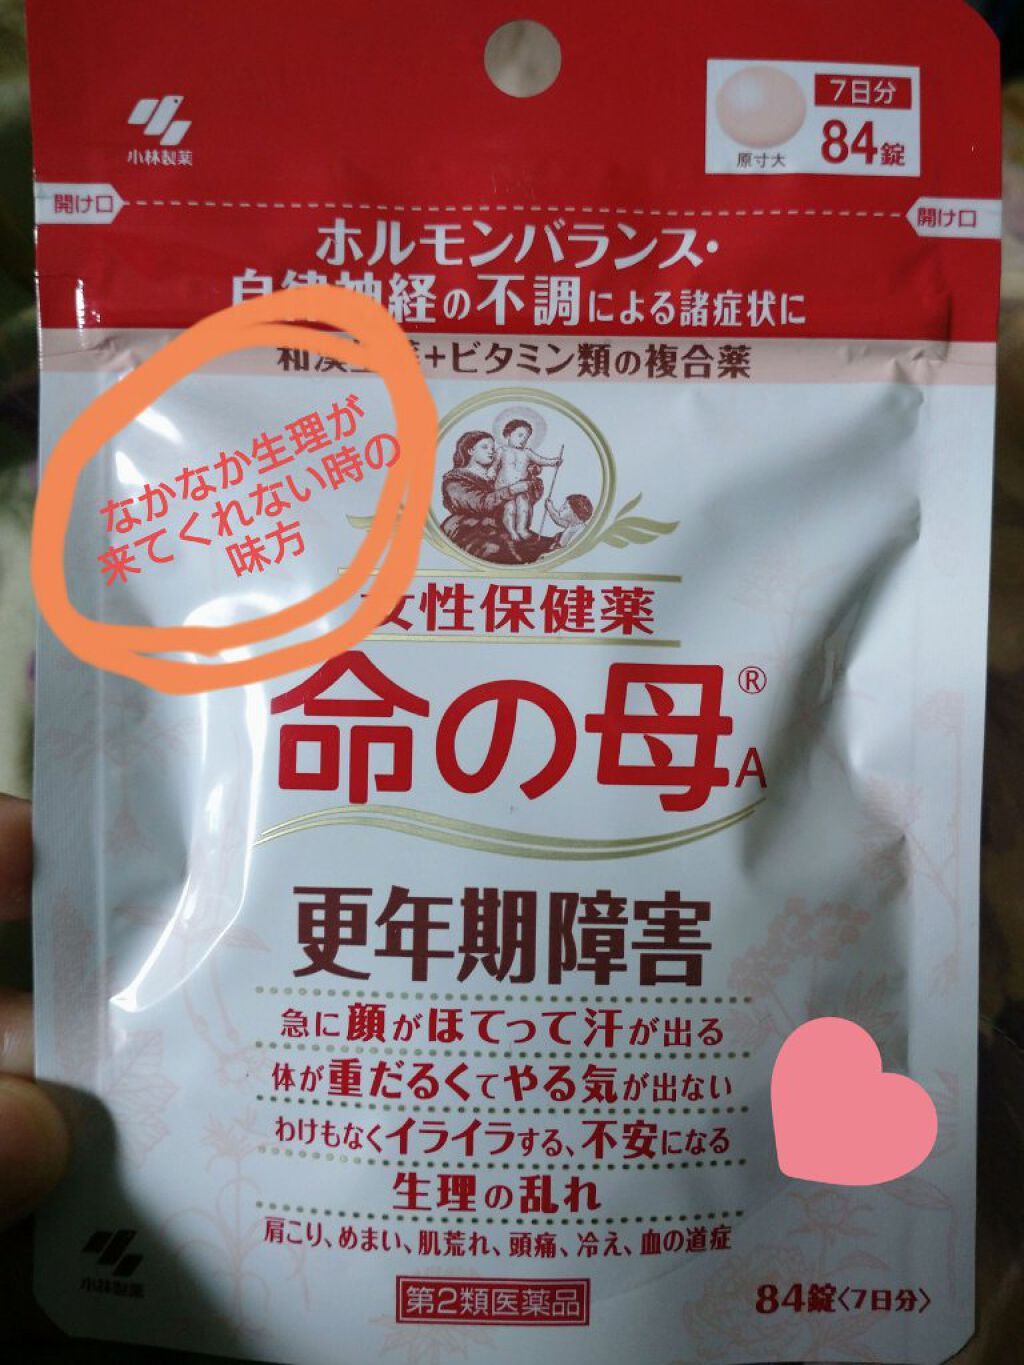 小林製薬
7日分
84錠
原寸大
開け口
開け口
ホルモンバランス・
自律神経の不調による諸症状に
和漢生薬+ビタミン類の複合薬
なかなか生理が
来てくれない時の
味方
女性保健薬
命の母®A
更年期障害
急に顔がほてって汗が出る
体が重だるくてやる気が出ない
わけもなくイライラする、不安になる
生理の乱れ
肩こり、めまい、肌荒れ、頭痛、冷え、血の道症
小林製薬
第2類医薬品
84錠〈7日分〉